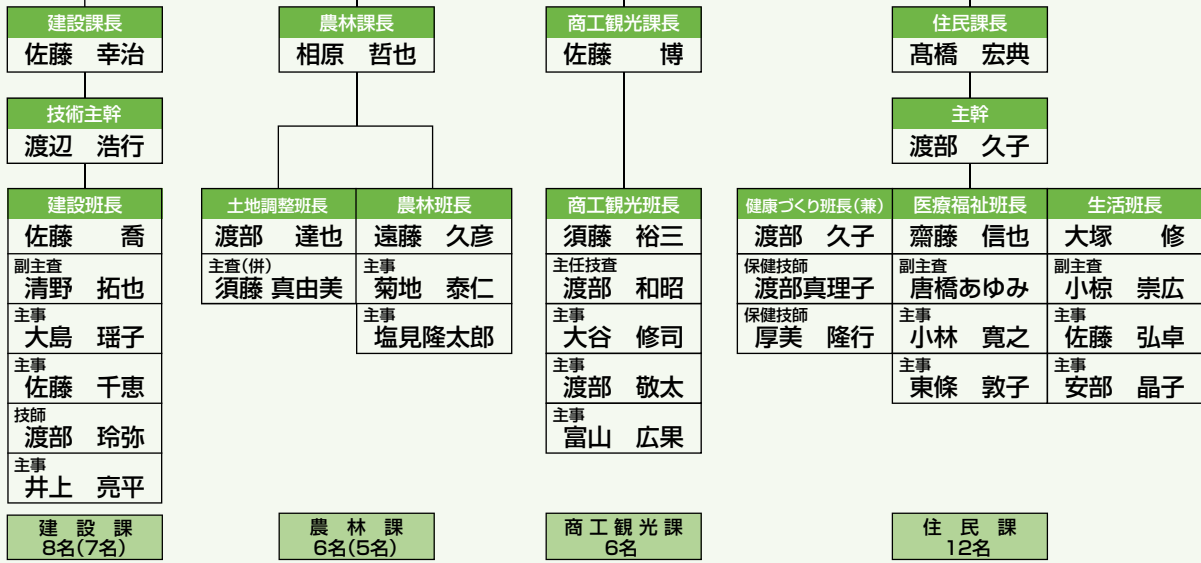 建設課長
佐藤　幸治
技術主幹
渡辺　浩行
建設班長
佐藤　喬
副主査
清野　拓也
主事
大島　瑶子
主事
佐藤　千恵
技師
渡部　玲弥
主事
井上　亮平
建設課
8名(7名)
農林課長
相原　哲也
土地調整班長
渡部　達也
主査(併)
須藤 真由美
農林班長
遠藤　久彦
主事
菊地　泰仁
主事
塩見隆太郎
農林課
6名(5名)
商工観光課長
佐藤　博
商工観光班長
須藤　裕三
主任技査
渡部　和昭
主事
大谷　修司
主事
渡部　敬太
主事
富山　広果
商工観光課
6名
住民課長
髙橋　宏典
主幹
渡部　久子
健康づくり班長(兼)
渡部　久子
保健技師
渡部真理子
保健技師
厚美　隆行
医療福祉班長
齋藤　信也
副主査
唐橋あゆみ
主事
小林　寛之
主事
東條　敦子
生活班長
大塚　修
副主査
小椋　崇広
主事
佐藤　弘卓
主事
安部　晶子
住民課
12名